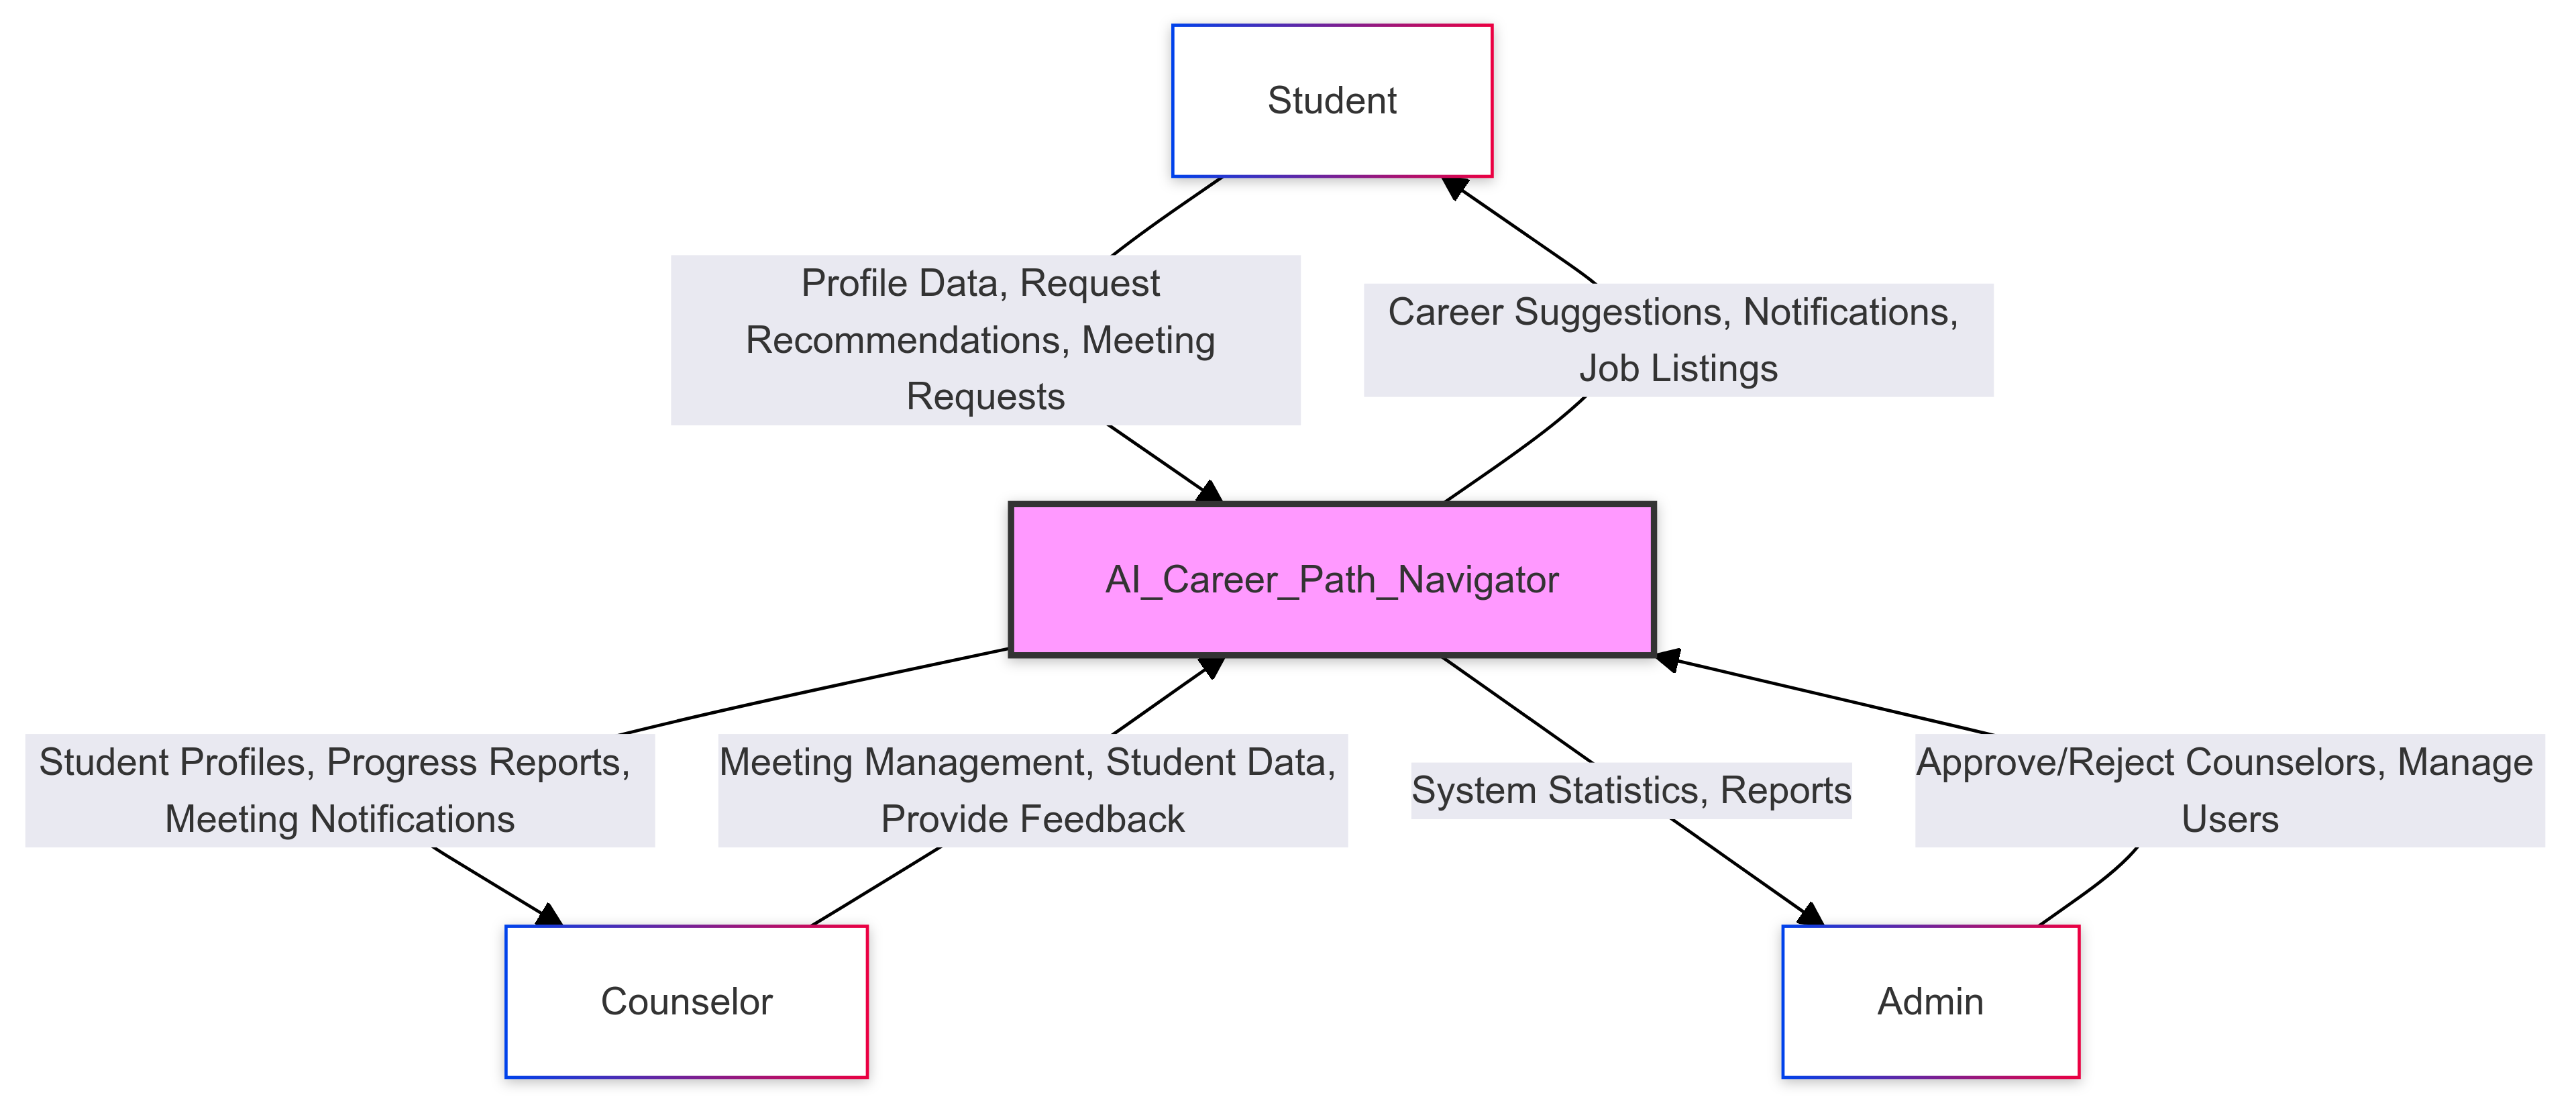 Student
Profile Data, Request
Recommendations, Meeting
Requests
Career Suggestions, Notifications,
Job Listings
AI_Career_Path_Navigator
Student Profiles, Progress Reports,
Meeting Notifications
Meeting Management, Student Data,
Provide Feedback
System Statistics, Reports
Approve/Reject Counselors, Manage
Users
Counselor
Admin